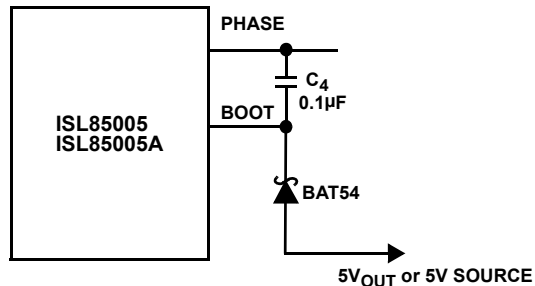 PHASE
C4
0.1µF
BOOT
ISL85005
ISL85005A
BAT54
5VOUT or 5V SOURCE